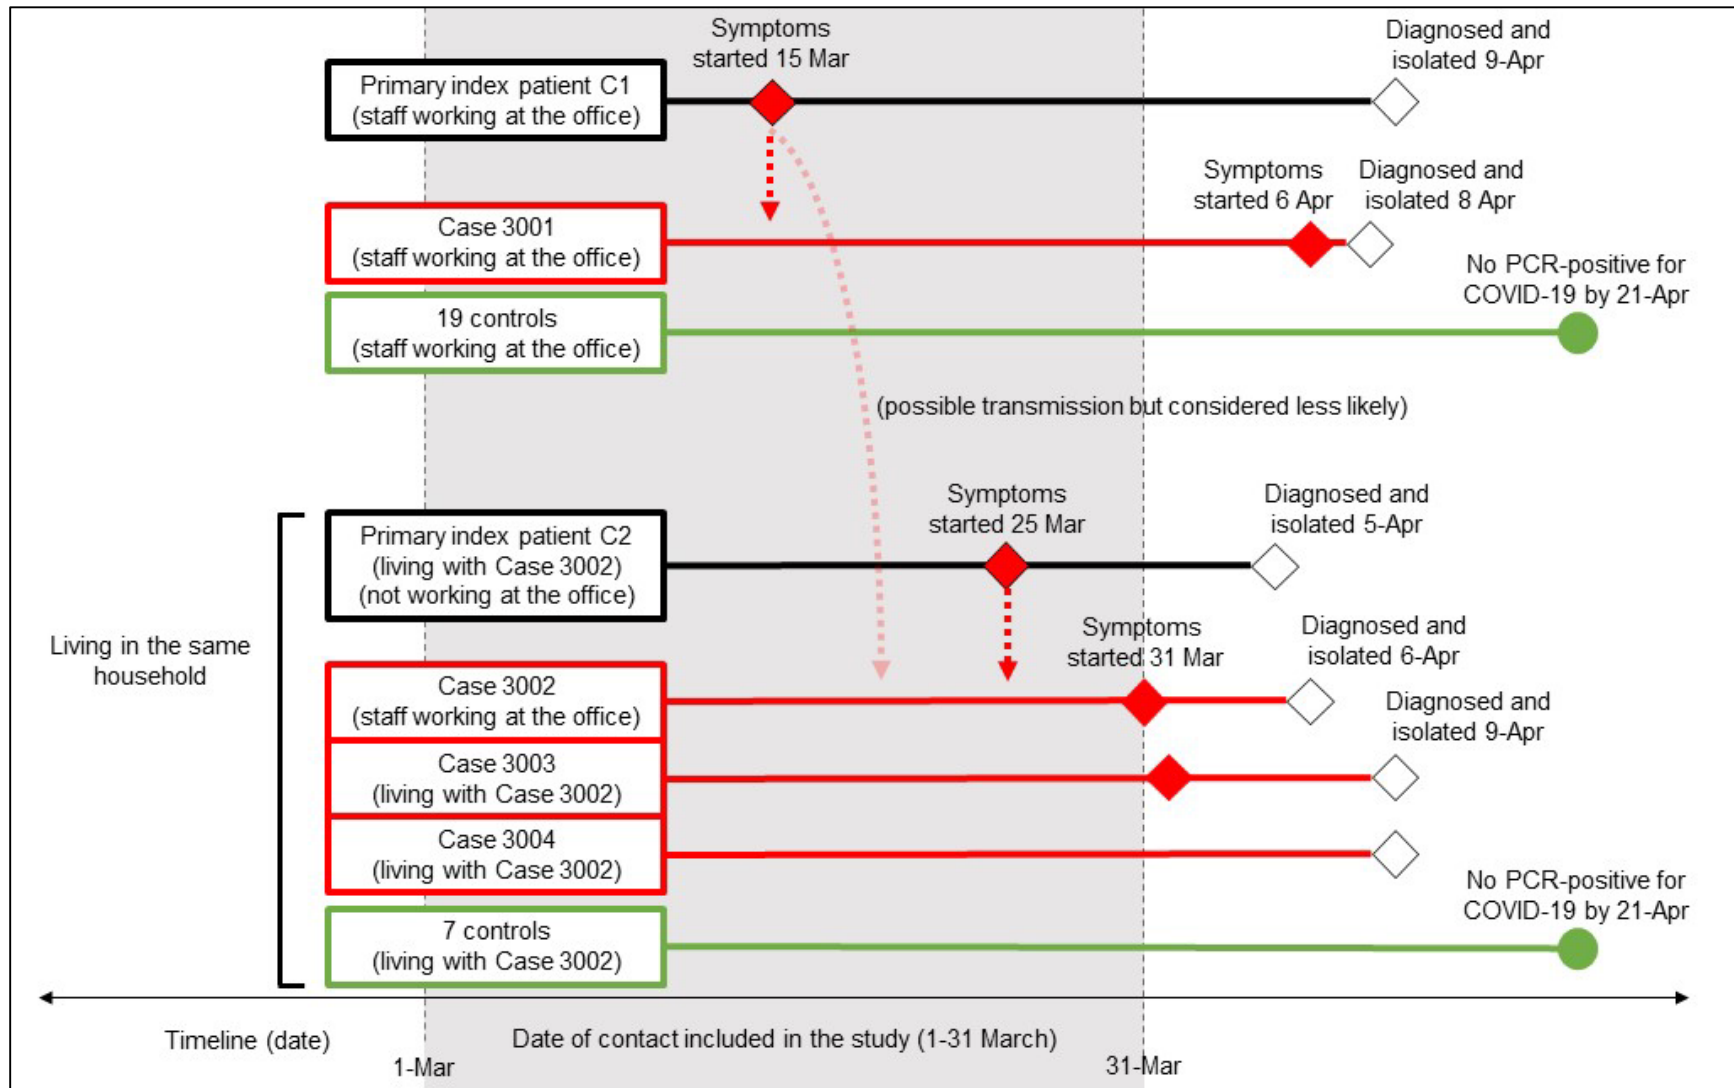 Symptoms
started 15 Mar
Diagnosed and
isolated 9-Apr
Primary index patient C1
(staff working at the office)
Symptoms
started 6 Apr
Diagnosed and
isolated 8 Apr
Case 3001
(staff working at the office)
No PCR-positive for
COVID-19 by 21-Apr
19 controls
(staff working at the office)
(possible transmission but considered less likely)
Symptoms
started 25 Mar
Diagnosed and
isolated 5-Apr
Primary index patient C2
(living with Case 3002)
(not working at the office)
Living in the same
household
Symptoms
started 31 Mar
Diagnosed and
isolated 6-Apr
Case 3002
(staff working at the office)
Diagnosed and
isolated 9-Apr
Case 3003
(living with Case 3002)
Case 3004
(living with Case 3002)
No PCR-positive for
COVID-19 by 21-Apr
7 controls
(living with Case 3002)
Timeline (date)
Date of contact included in the study (1-31 March)
1-Mar
31-Mar